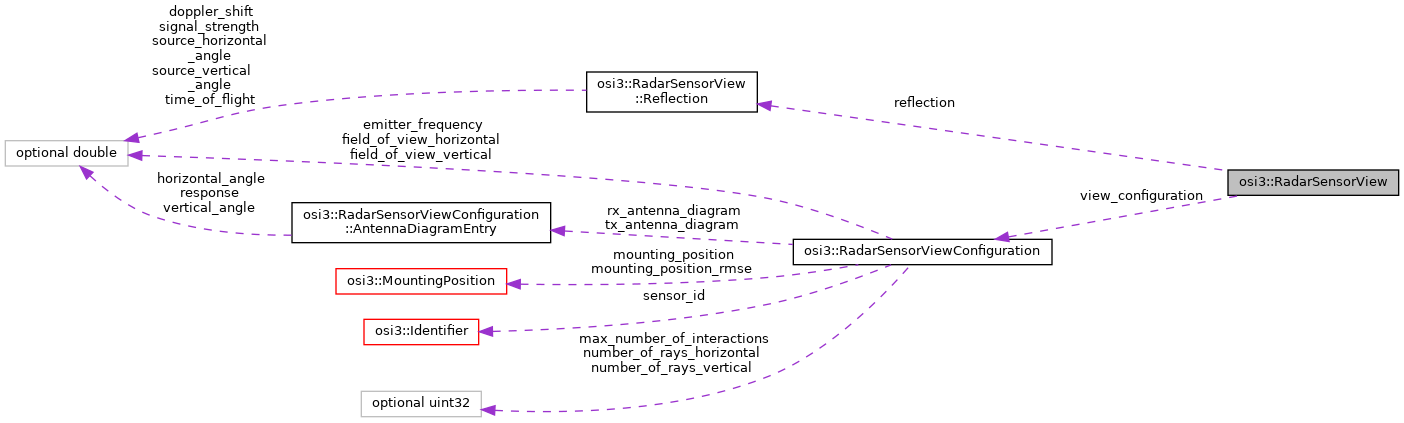 doppler_shift
signal_strength
source_horizontal
_angle
source_vertical
_angle
time_of_flight
osi3::RadarSensorView
::Reflection
reflection
emitter_frequency
field_of_view_horizontal
field_of_view_vertical
optional double
horizontal_angle
response
vertical_angle
osi3::RadarSensorView
view_configuration
osi3::RadarSensorViewConfiguration
::AntennaDiagramEntry
rx_antenna_diagram
tx_antenna_diagram
osi3::RadarSensorViewConfiguration
mounting_position
mounting_position_rmse
osi3::MountingPosition
sensor_id
osi3::Identifier
max_number_of_interactions
number_of_rays_horizontal
number_of_rays_vertical
optional uint32